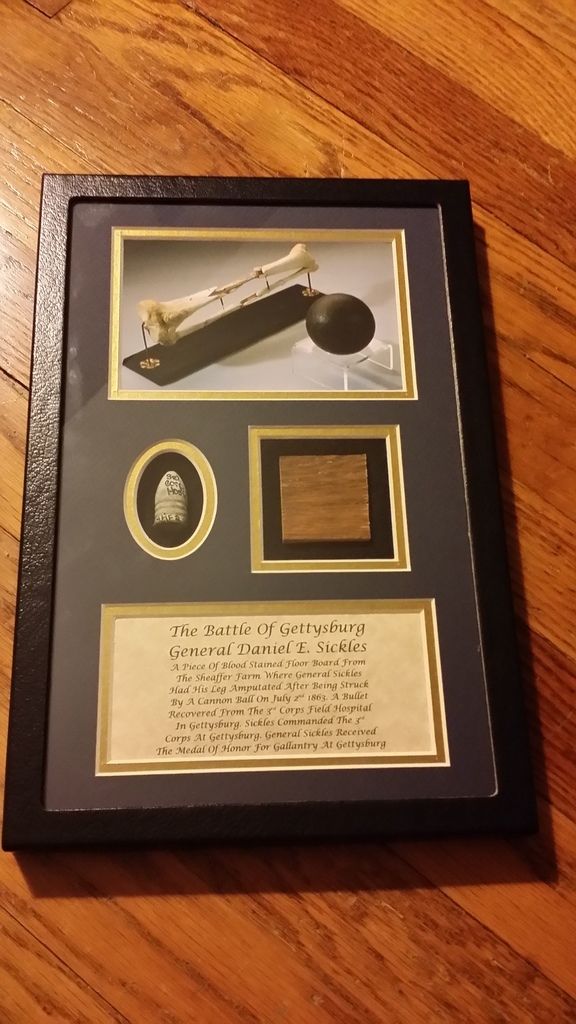 The Battle Of Gettysburg
General Daniel E. Sickles
A Piece Of Blood Stained Floor Board From
The Sheaffer Farm Where General Sickles
Had His Leg Amputated After Being Struck
By A Cannon Ball On July 2nd 1863. A Bullet
Recovered From The 3rd Corps Field Hospital
In Gettysburg. Sickles Commanded The 3rd
Corps At Gettysburg. General Sickles Received
The Medal Of Honor For Gallantry At Gettysburg